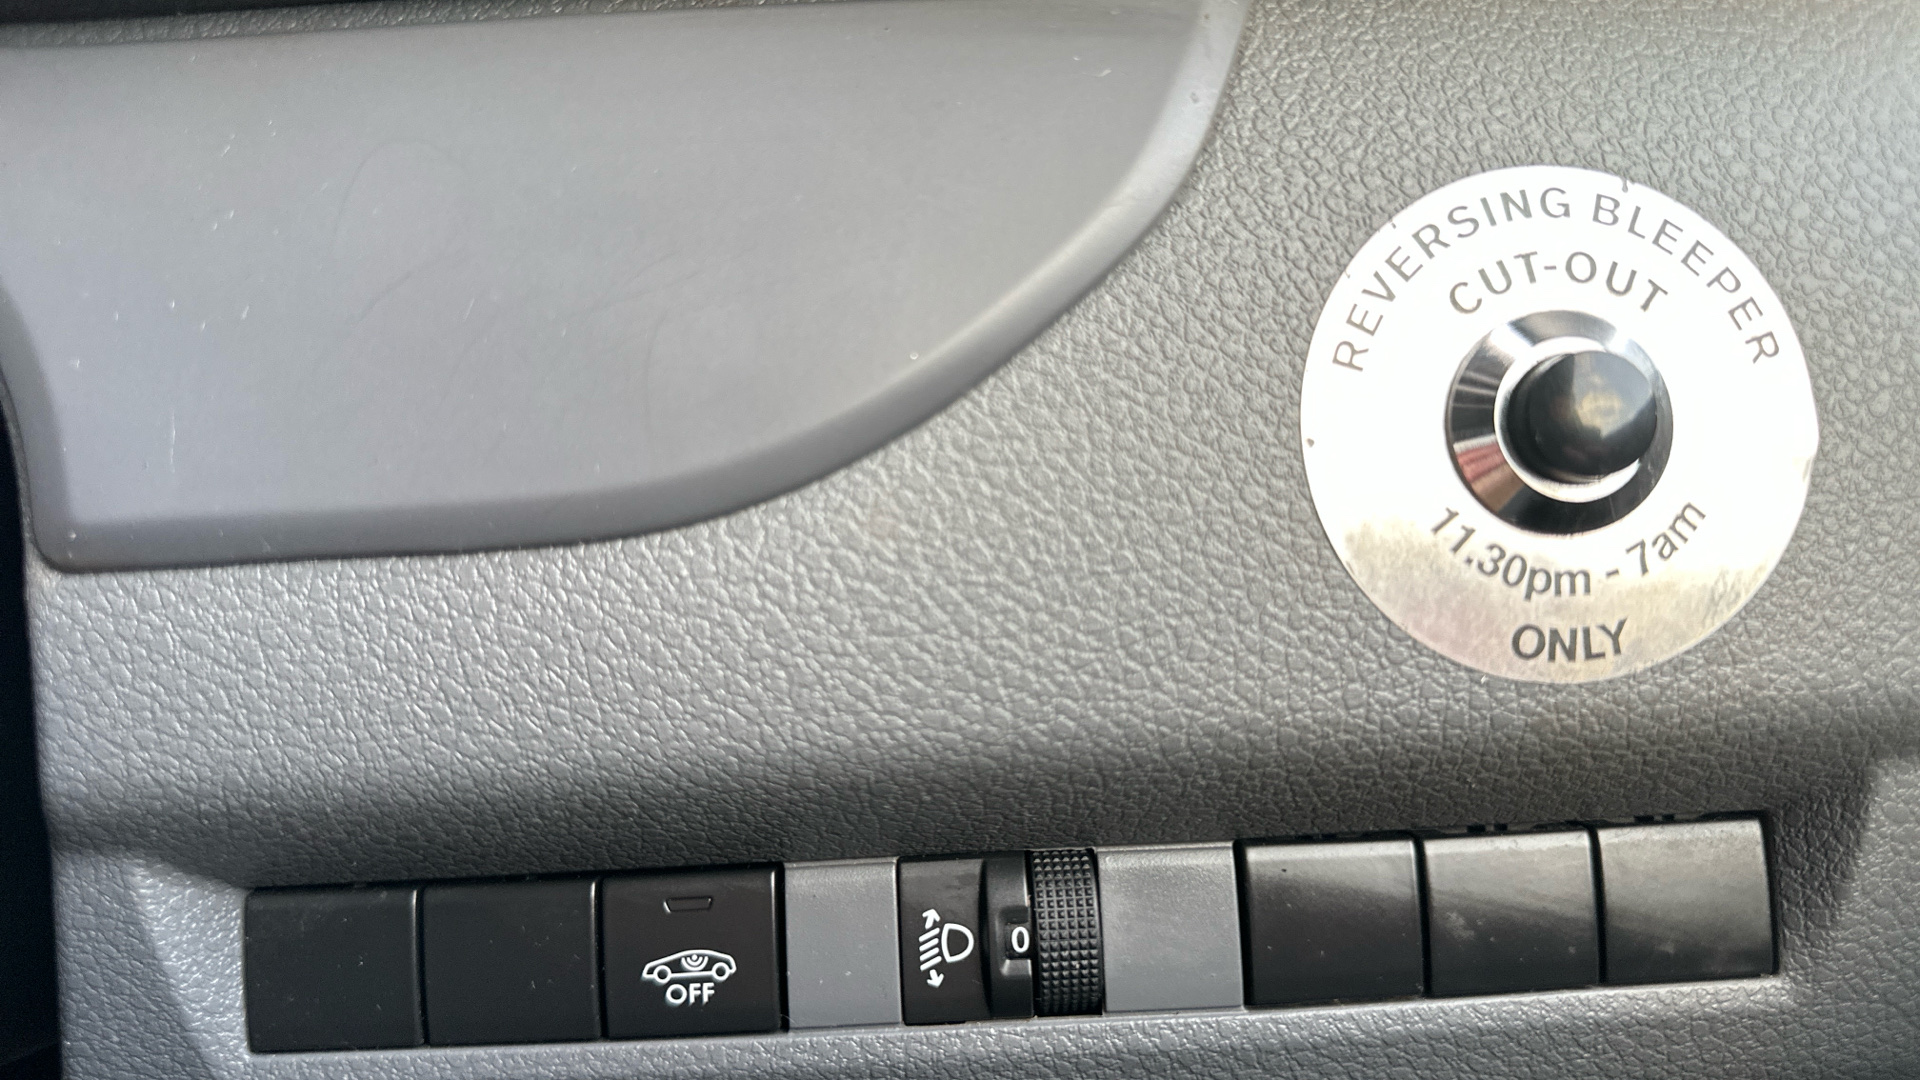 REVERSING BLEEPER
CUT-OUT
11.30pm - 7am
ONLY
OFF
0